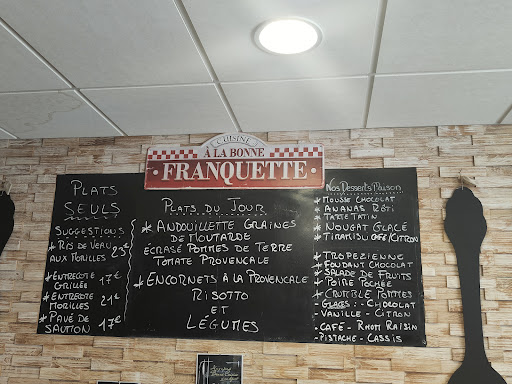 CUISINE
À LA BONNE
FRANQUETTE
PLATS
SEULS
SUGGESTIONS
* RIS DE VEAU
AUX MORILLES 23€
* ENTRECOTE
GRILLÉE 17€
* ENTRECOTE
MORILLES 21€
* PAVÉ DE
SAUMON 17€
PLATS DU JOUR
* ANDOUILLETTE GRAINES
DE MOUTARDE
ÉCRASÉ POMMES DE TERRE
TOMATE PROVENCALE
* ENCORNETS À LA PROVENCALE
RISOTTO
ET
LÉGUMES
NOS DESSERTS MAISON
* MOUSSE CHOCOLAT
* ANANAS RÔTI
* TARTE TATIN
* NOUGAT GLACÉ
* TIRAMISU CAFÉ/CITRON
* TROPEZIENNE
* FONDANT CHOCOLAT
* SALADE DE FRUITS
* POIRE POCHÉE
* CRUMBLE POMMES
* GLACES: - CHOCOLAT
- VANILLE - CITRON
- CAFÉ - RHUM RAISIN
- PISTACHE - CASSIS